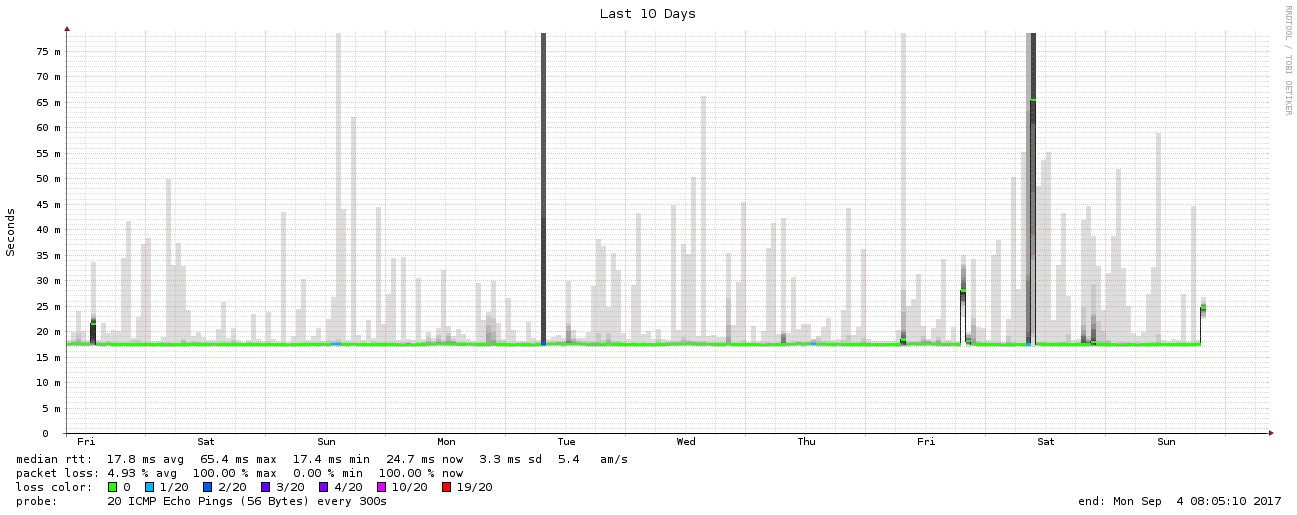 Last 10 Days
RRDTOOL / TOBI OETIKER
Seconds
75 m
70 m
65 m
60 m
55 m
50 m
45 m
40 m
35 m
30 m
25 m
20 m
15 m
10 m
5 m
0
Fri Sat Sun Mon Tue Wed Thu Fri Sat Sun
median rtt: 17.8 ms avg 65.4 ms max 17.4 ms min 24.7 ms now 3.3 ms sd 5.4 am/s
packet loss: 4.93 % avg 100.00 % max 0.00 % min 100.00 % now
loss color: 0 1/20 2/20 3/20 4/20 10/20 19/20
probe: 20 ICMP Echo Pings (56 Bytes) every 300s end: Mon Sep 4 08:05:10 2017